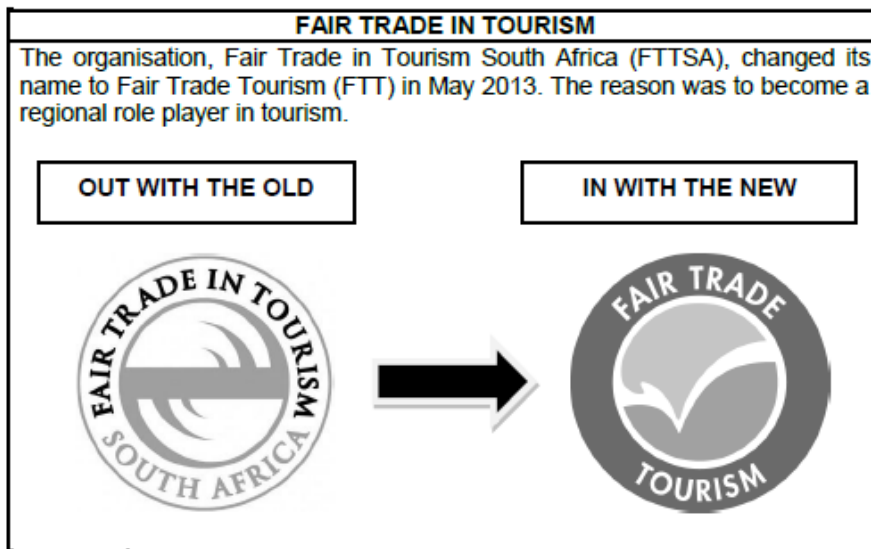 FAIR TRADE IN TOURISM
The organisation, Fair Trade in Tourism South Africa (FTTSA), changed its
name to Fair Trade Tourism (FTT) in May 2013. The reason was to become a
regional role player in tourism.
OUT WITH THE OLD
IN WITH THE NEW
FAIR TRADE IN TOURISM
SOUTH AFRICA
FAIR TRADE
TOURISM